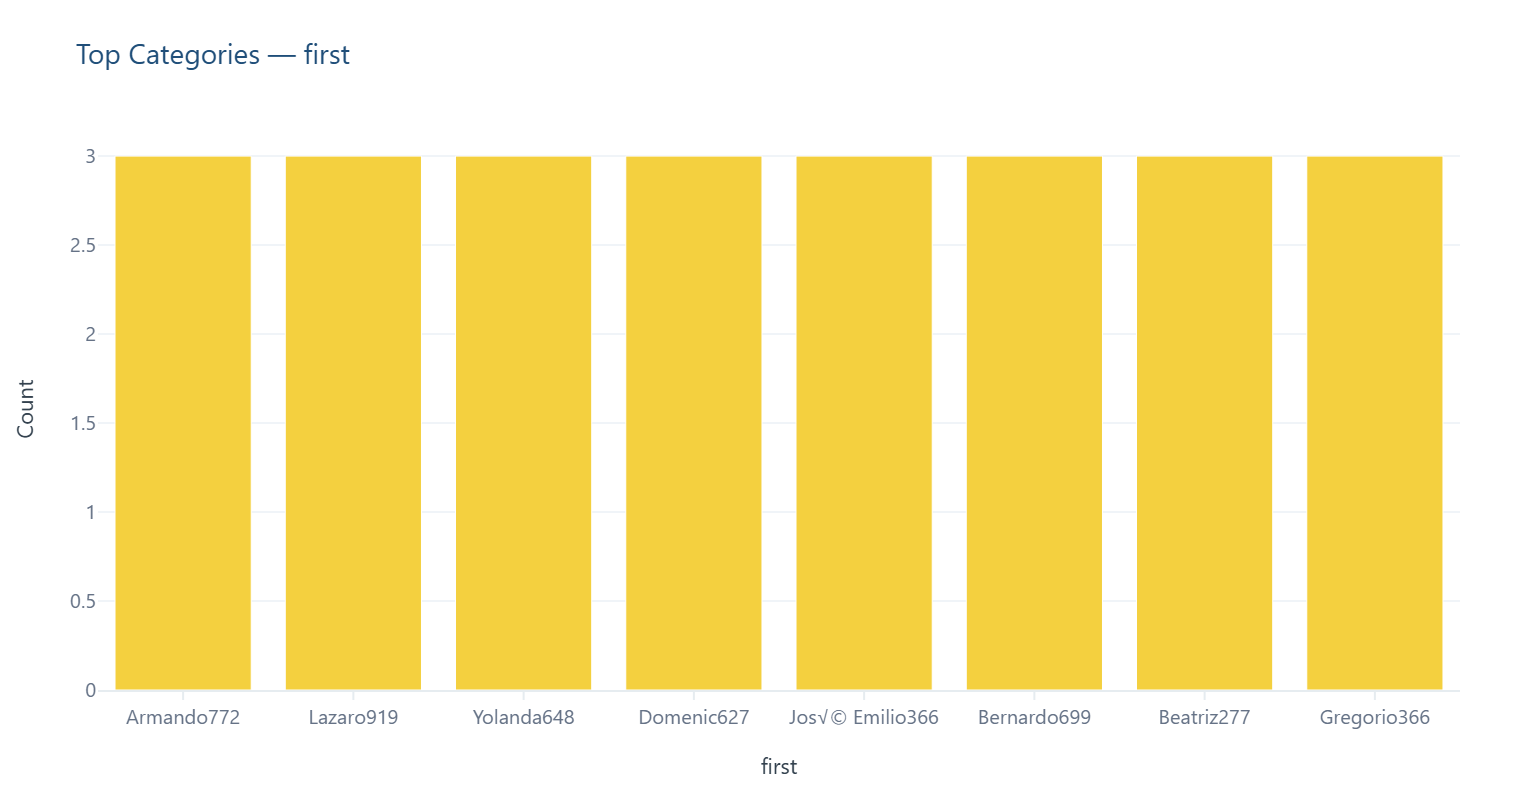 Top Categories — first
3
2.5
2
1.5
1
0.5
0
Count
Armando772 Lazaro919 Yolanda648 Domenic627 Jos√© Emilio366 Bernardo699 Beatriz277 Gregorio366
first